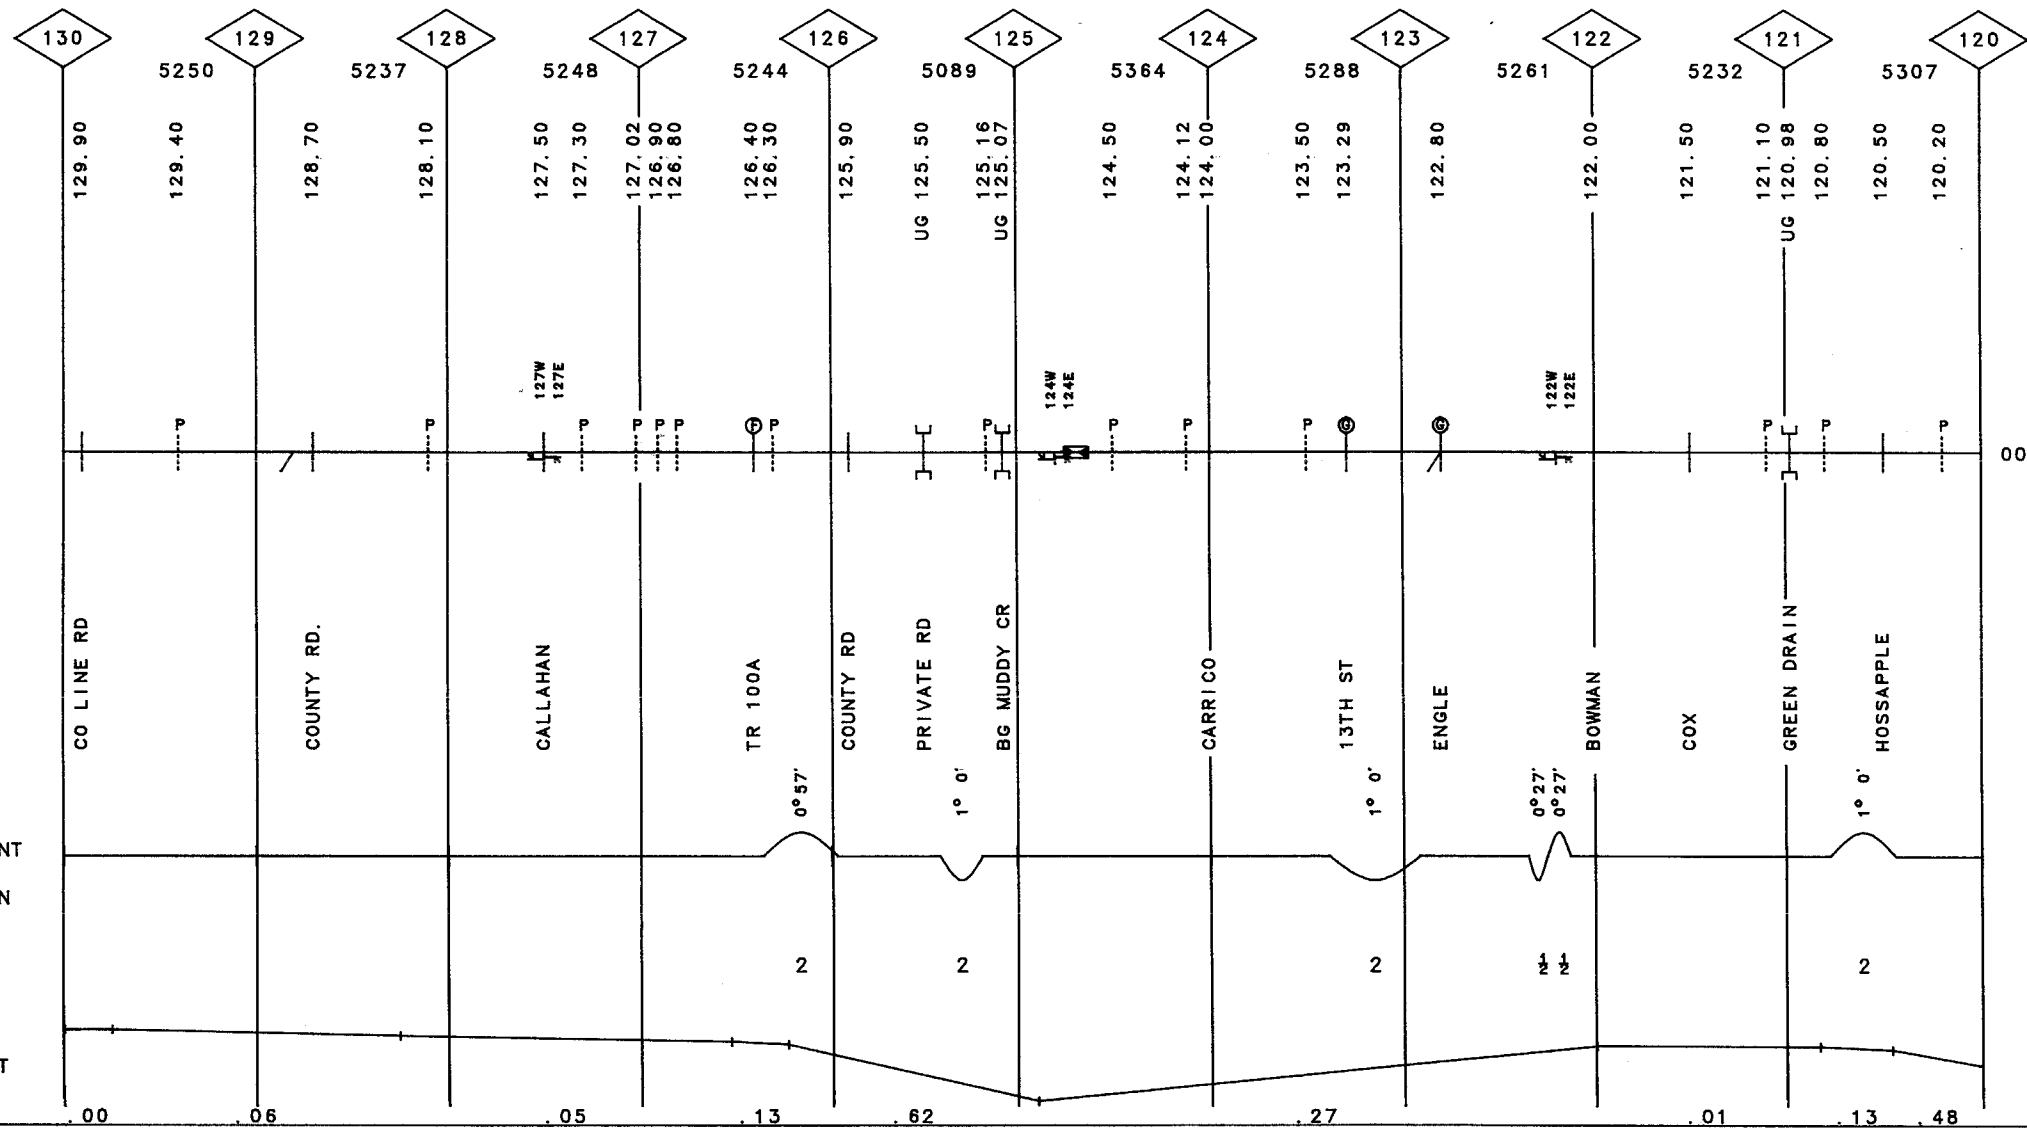 130 129 128 127 126 125 124 123 122 121 120
5250 5237 5248 5244 5089 5364 5288 5261 5232 5307
129.90 129.40 128.70 128.10 127.50 127.30 127.02 126.90 126.80 126.40 126.30 125.90 UG 125.50 125.16 UG 125.07 124.50 124.12 124.00 123.50 123.29 122.80 122.00 121.50 121.10 UG 120.98 120.80 120.50 120.20
127W 127E 124W 124E 122W 122E
P P P P P P F P P P P P G G P P P
00
CO LINE RD
COUNTY RD.
CALLAHAN
TR 100A
COUNTY RD
PRIVATE RD
BG MUDDY CR
CARRICO
13TH ST
ENGLE
BOWMAN
COX
GREEN DRAIN
HOSSAPPLE
0°57' 1° 0' 1° 0' 0°27' 0°27' 1° 0'
NT
N
2 2 2 ½ ½ 2
T
.00 .06 .05 .13 .62 .27 .01 .13 .48